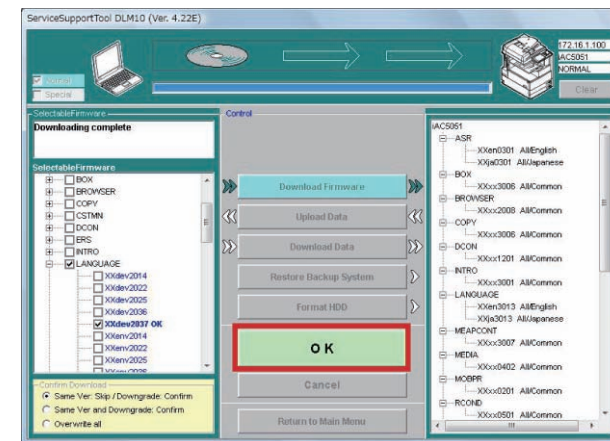 ServiceSupportTool DLM10 (Ver. 4.22E)
172.16.1.100
iAC5051
NORMAL
Special
Clear
SelectableFirmware
Downloading complete
SelectableFirmware
BOX
BROWSER
COPY
CSTMN
DCON
ERS
INTRO
LANGUAGE
XXdev2014
XXdev2022
XXdev2025
XXdev2036
XXdev2037 OK
XXenv2014
XXenv2022
XXenv2025
Confirm Download
Same Ver: Skip / Downgrade: Confirm
Same Ver and Downgrade: Confirm
Overwrite all
Control
Download Firmware
Upload Data
Download Data
Restore Backup System
Format HDD
OK
Cancel
Return to Main Menu
iAC5051
ASR
XXen0301 All/English
XXja0301 All/Japanese
BOX
XXxx3006 All/Common
BROWSER
XXxx2008 All/Common
COPY
XXxx3006 All/Common
DCON
XXxx1201 All/Common
INTRO
XXxx3001 All/Common
LANGUAGE
XXen3013 All/English
XXja3013 All/Japanese
MEAPCONT
XXxx3007 All/Common
MEDIA
XXxx0402 All/Common
MOBPR
XXxx0201 All/Common
RCOND
XXxx0501 All/Common